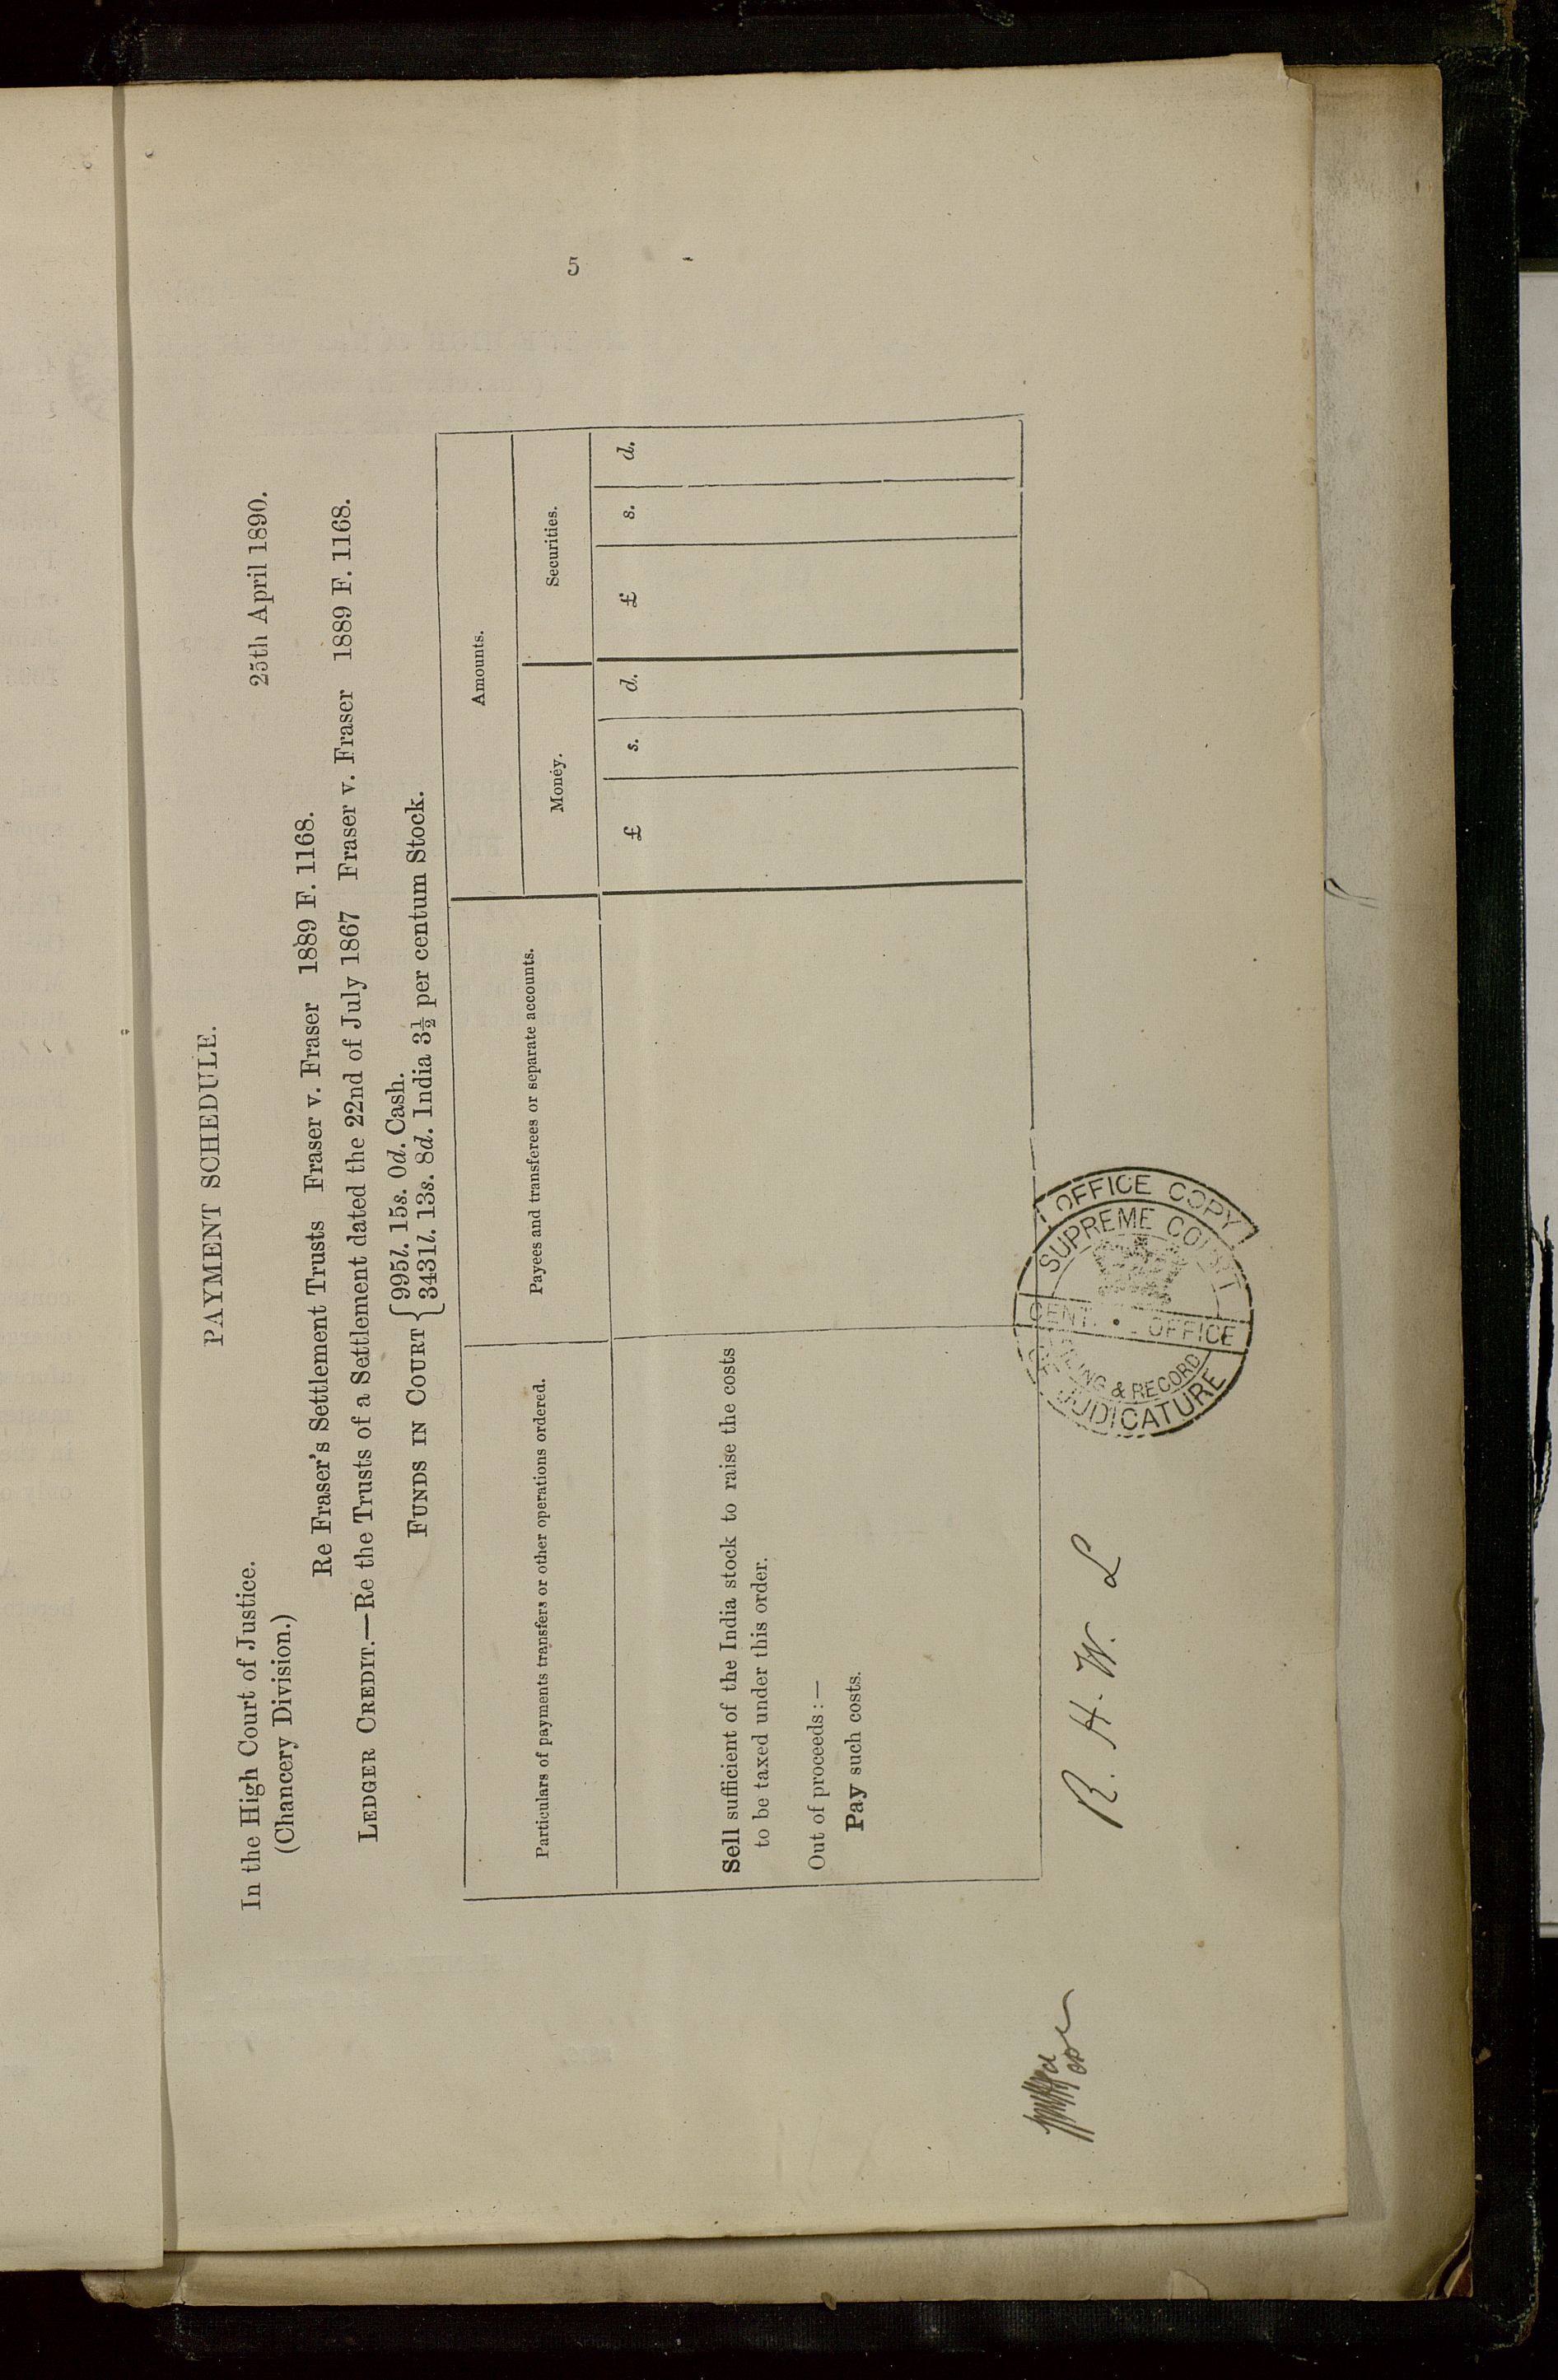 5
PAYMENT SCHEDULE.
In the High Court of Justice. 25th April 1890.
(Chancery Division.)
Re Fraser's Settlement Trusts Fraser v. Fraser 1889 F. 1168.
LEDGER CREDIT.—Re the Trusts of a Settlement dated the 22nd of July 1867 Fraser v. Fraser 1889 F. 1168.
FUNDS IN COURT { 995l. 15s. 0d. Cash.
3431l. 13s. 8d. India 3½ per centum Stock.
Particulars of payments transfers or other operations ordered. Payees and transferees or separate accounts. Amounts.
Money. Securities.
£ s. d. £ s. d.
Sell sufficient of the India stock to raise the costs
to be taxed under this order.
Out of proceeds:—
Pay such costs.
R. H. W. L
OFFICE COPY
SUPREME COURT
CENTRAL OFFICE
FILING & RECORD
OF JUDICATURE